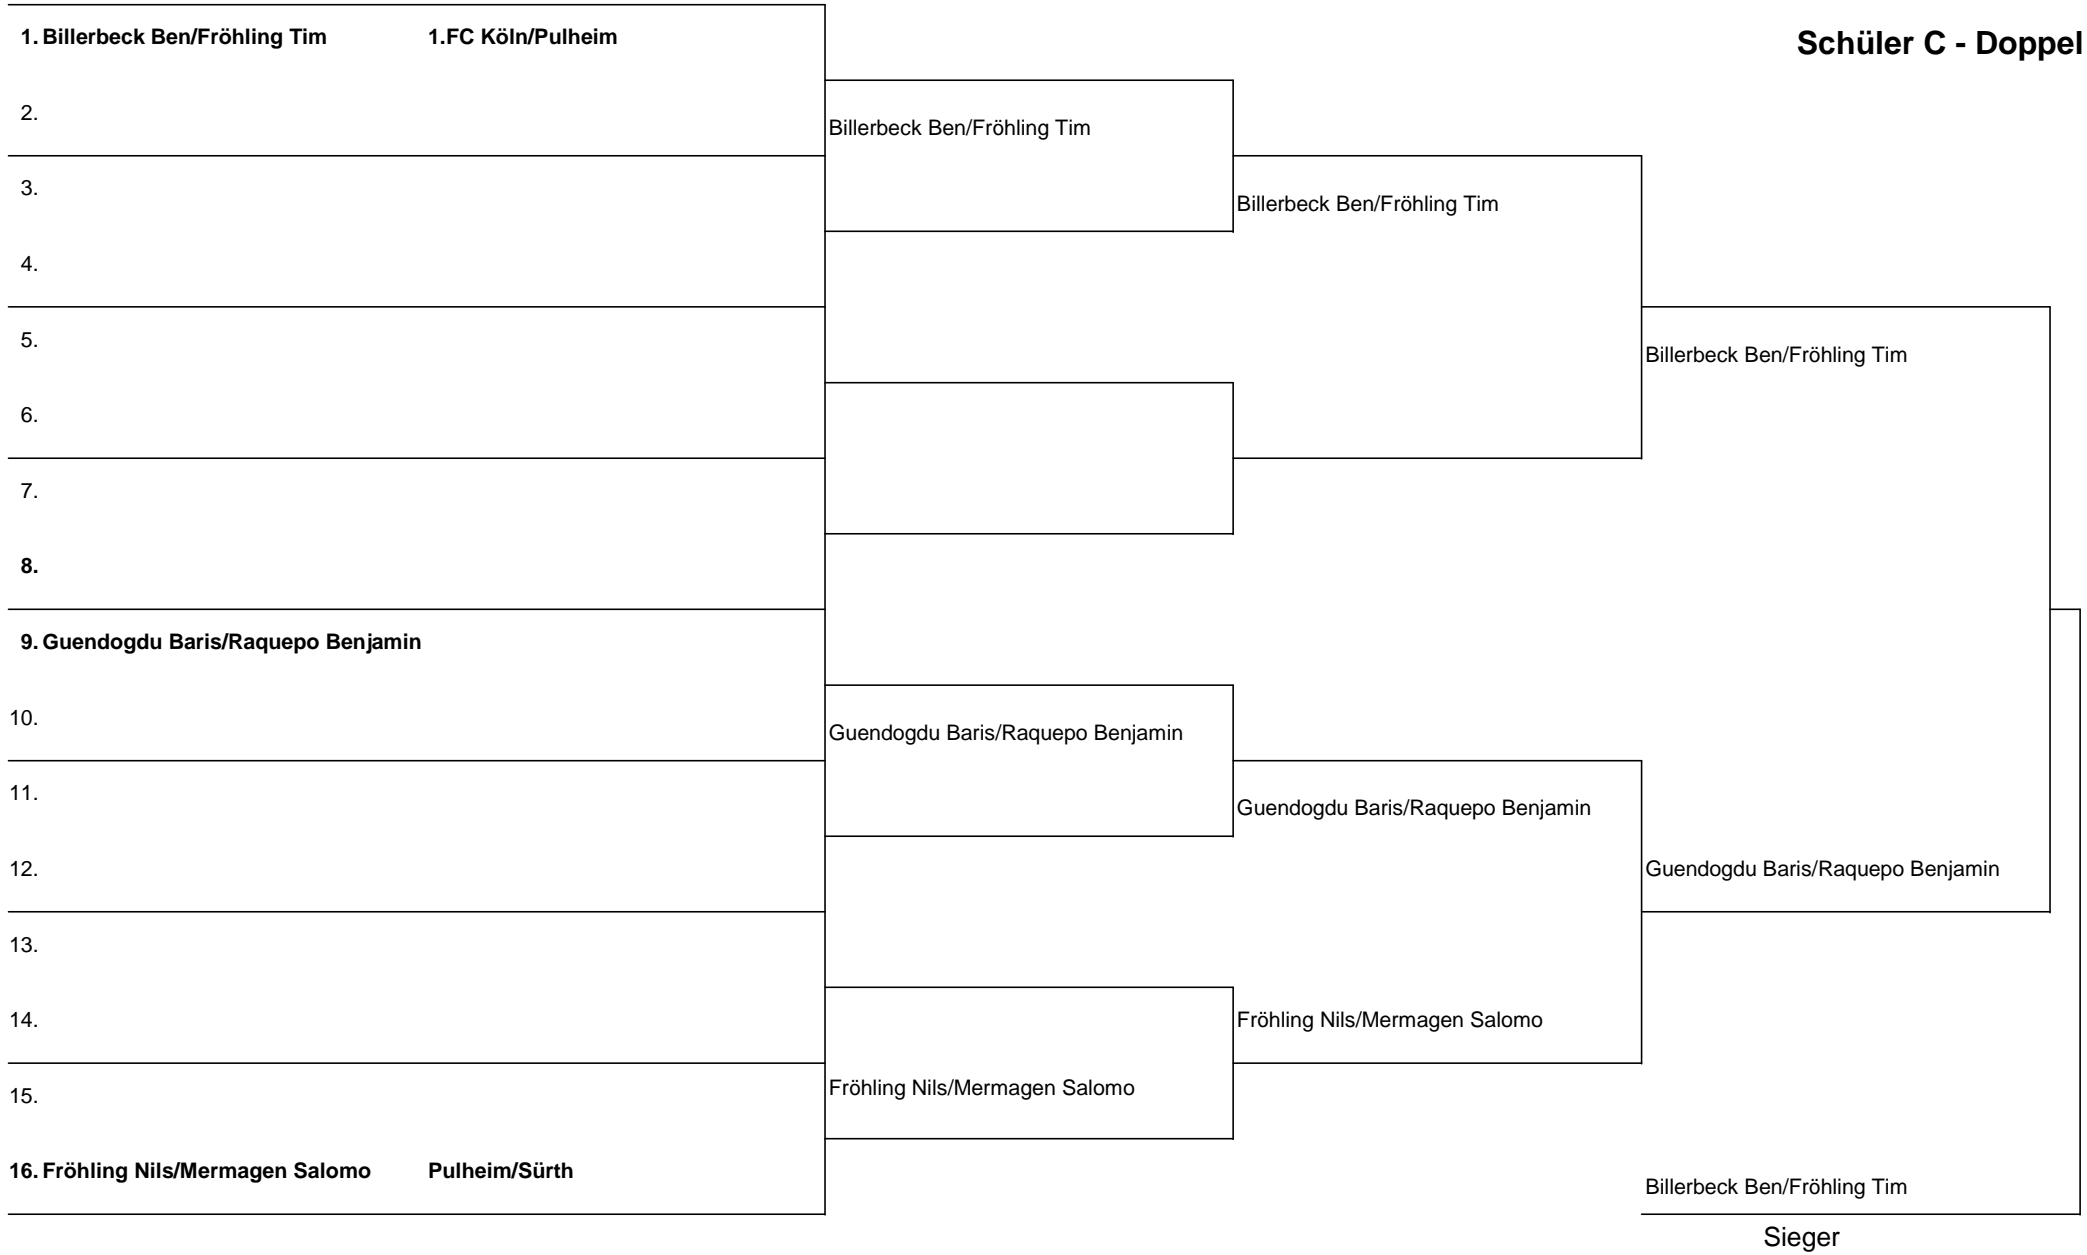 1. Billerbeck Ben/Fröhling Tim 1.FC Köln/Pulheim
Schüler C - Doppel
2.
Billerbeck Ben/Fröhling Tim
3.
Billerbeck Ben/Fröhling Tim
4.
5.
Billerbeck Ben/Fröhling Tim
6.
7.
8.
9. Guendogdu Baris/Raquepo Benjamin
10.
Guendogdu Baris/Raquepo Benjamin
11.
Guendogdu Baris/Raquepo Benjamin
12.
Guendogdu Baris/Raquepo Benjamin
13.
14.
Fröhling Nils/Mermagen Salomo
15.
Fröhling Nils/Mermagen Salomo
16. Fröhling Nils/Mermagen Salomo Pulheim/Sürth
Billerbeck Ben/Fröhling Tim
Sieger